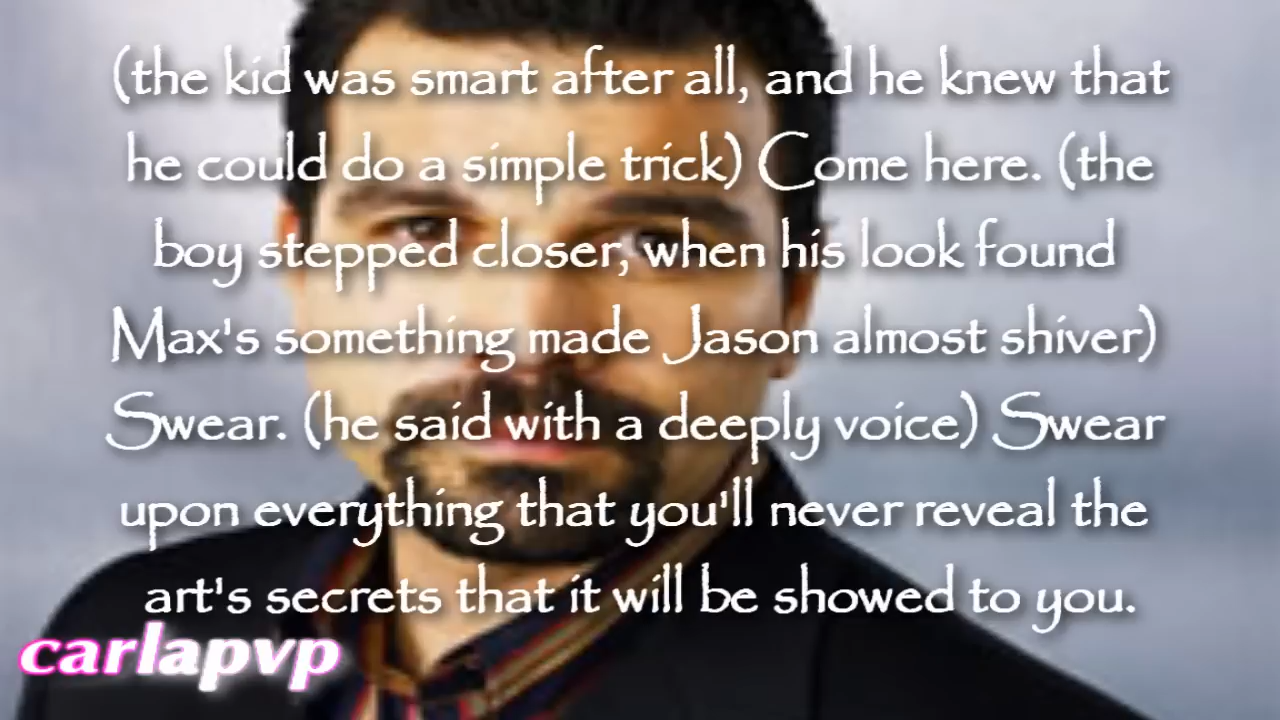 (the kid was smart after all, and he knew that
he could do a simple trick) Come here. (the
boy stepped closer, when his look found
Max's something made Jason almost shiver)
Swear. (he said with a deeply voice) Swear
upon everything that you'll never reveal the
art's secrets that it will be showed to you.
carlapvp